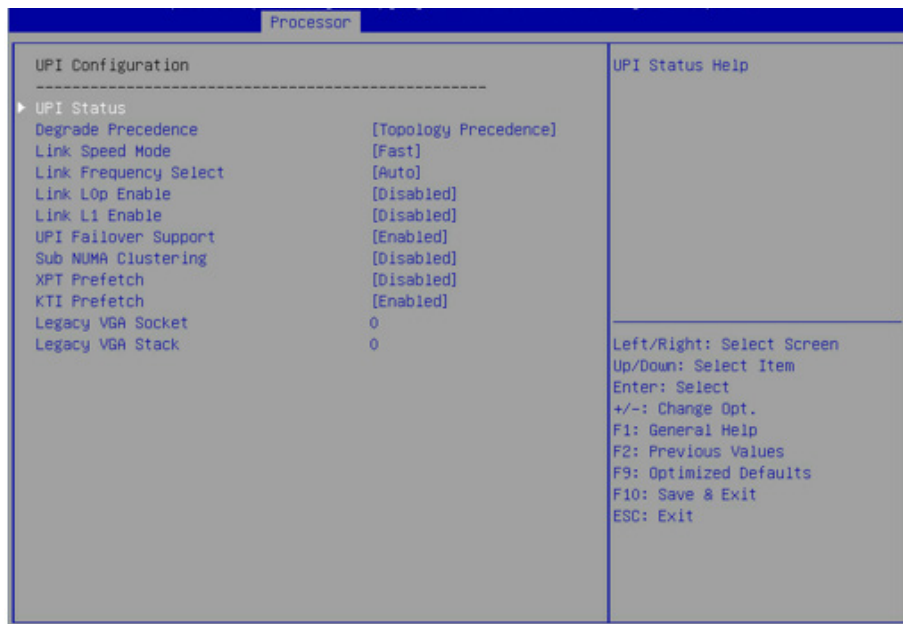 Processor
UPI Configuration
--------------------------------------------------
UPI Status
Degrade Precedence [Topology Precedence]
Link Speed Mode [Fast]
Link Frequency Select [Auto]
Link L0p Enable [Disabled]
Link L1 Enable [Disabled]
UPI Failover Support [Enabled]
Sub NUMA Clustering [Disabled]
XPT Prefetch [Disabled]
KTI Prefetch [Enabled]
Legacy VGA Socket 0
Legacy VGA Stack 0
UPI Status Help
Left/Right: Select Screen
Up/Down: Select Item
Enter: Select
+/-: Change Opt.
F1: General Help
F2: Previous Values
F9: Optimized Defaults
F10: Save & Exit
ESC: Exit